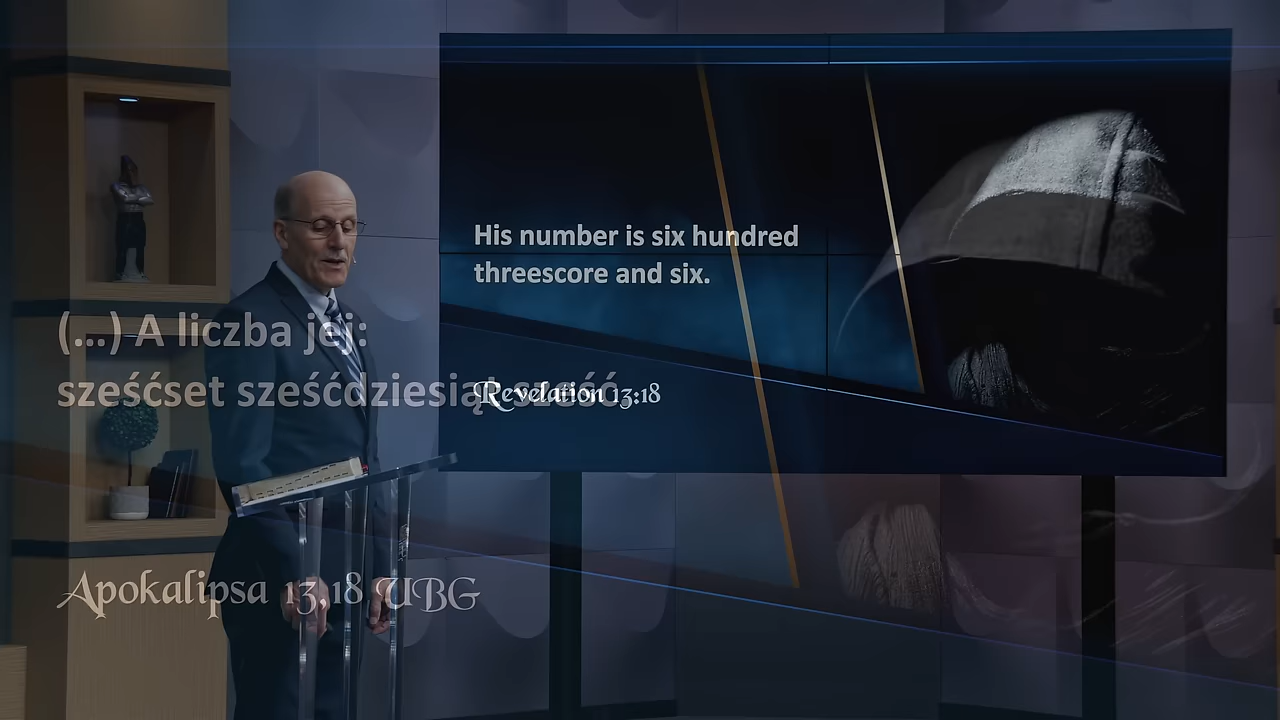 His number is six hundred
threescore and six.
Revelation 13:18
(...) A liczba jej:
sześćset sześćdziesiąt sześć.
Apokalipsa 13,18 UBG